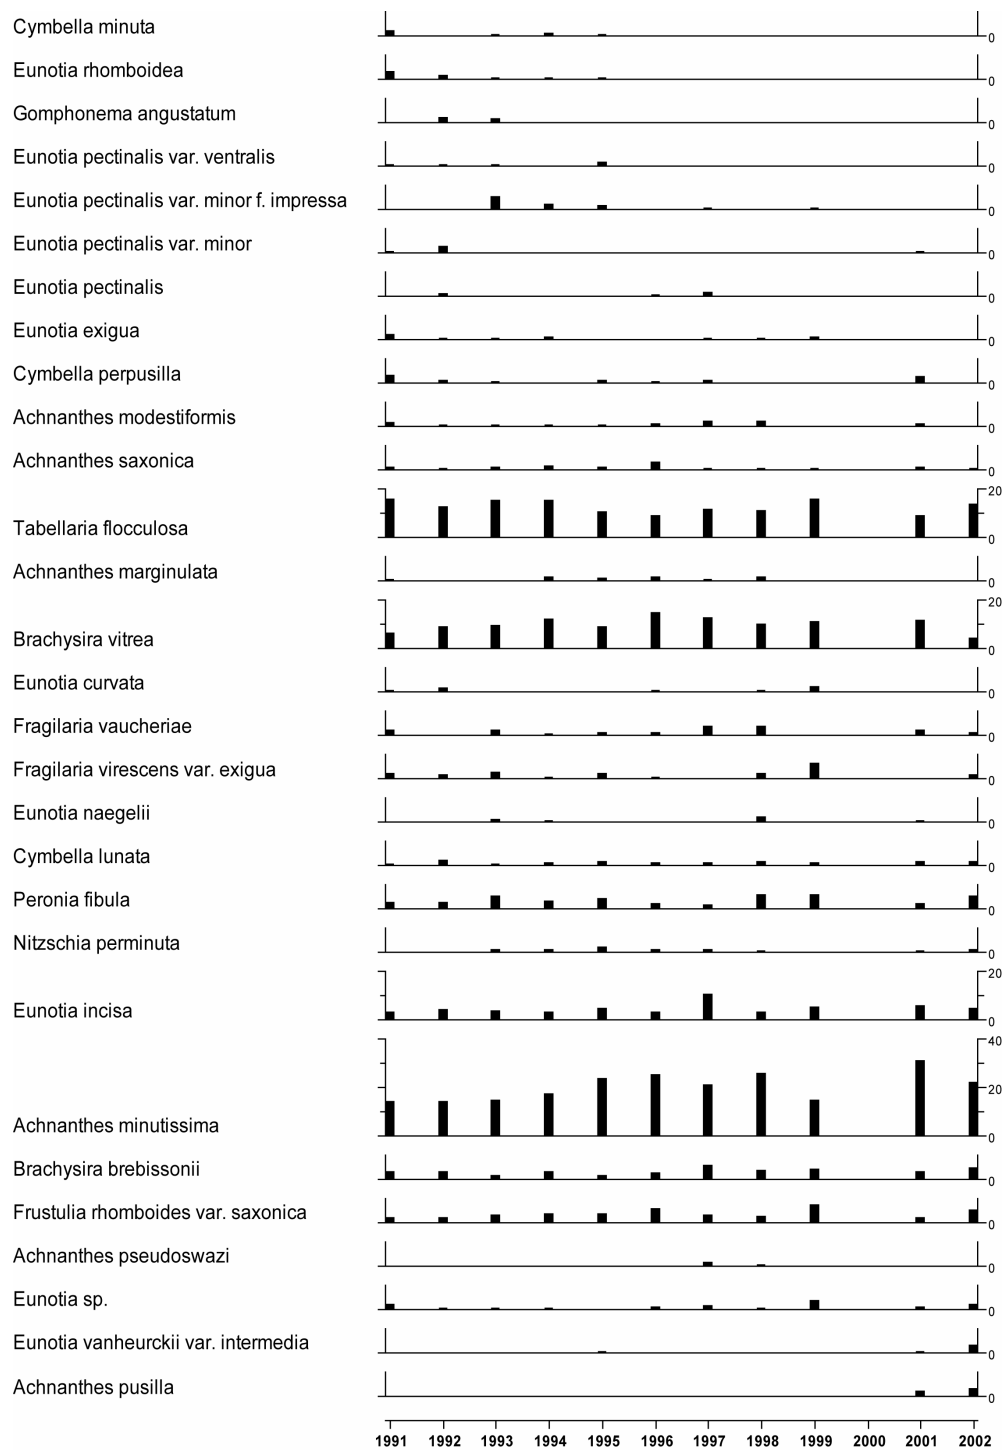 Cymbella minuta 0
Eunotia rhomboidea 0
Gomphonema angustatum 0
Eunotia pectinalis var. ventralis 0
Eunotia pectinalis var. minor f. impressa 0
Eunotia pectinalis var. minor 0
Eunotia pectinalis 0
Eunotia exigua 0
Cymbella perpusilla 0
Achnanthes modestiformis 0
Achnanthes saxonica 0
20
Tabellaria flocculosa 0
Achnanthes marginulata 0
20
Brachysira vitrea 0
Eunotia curvata 0
Fragilaria vaucheriae 0
Fragilaria virescens var. exigua 0
Eunotia naegelii 0
Cymbella lunata 0
Peronia fibula 0
Nitzschia perminuta 0
20
Eunotia incisa 0
40
20
Achnanthes minutissima 0
Brachysira brebissonii 0
Frustulia rhomboides var. saxonica 0
Achnanthes pseudoswazi 0
Eunotia sp. 0
Eunotia vanheurckii var. intermedia 0
Achnanthes pusilla 0
1991 1992 1993 1994 1995 1996 1997 1998 1999 2000 2001 2002